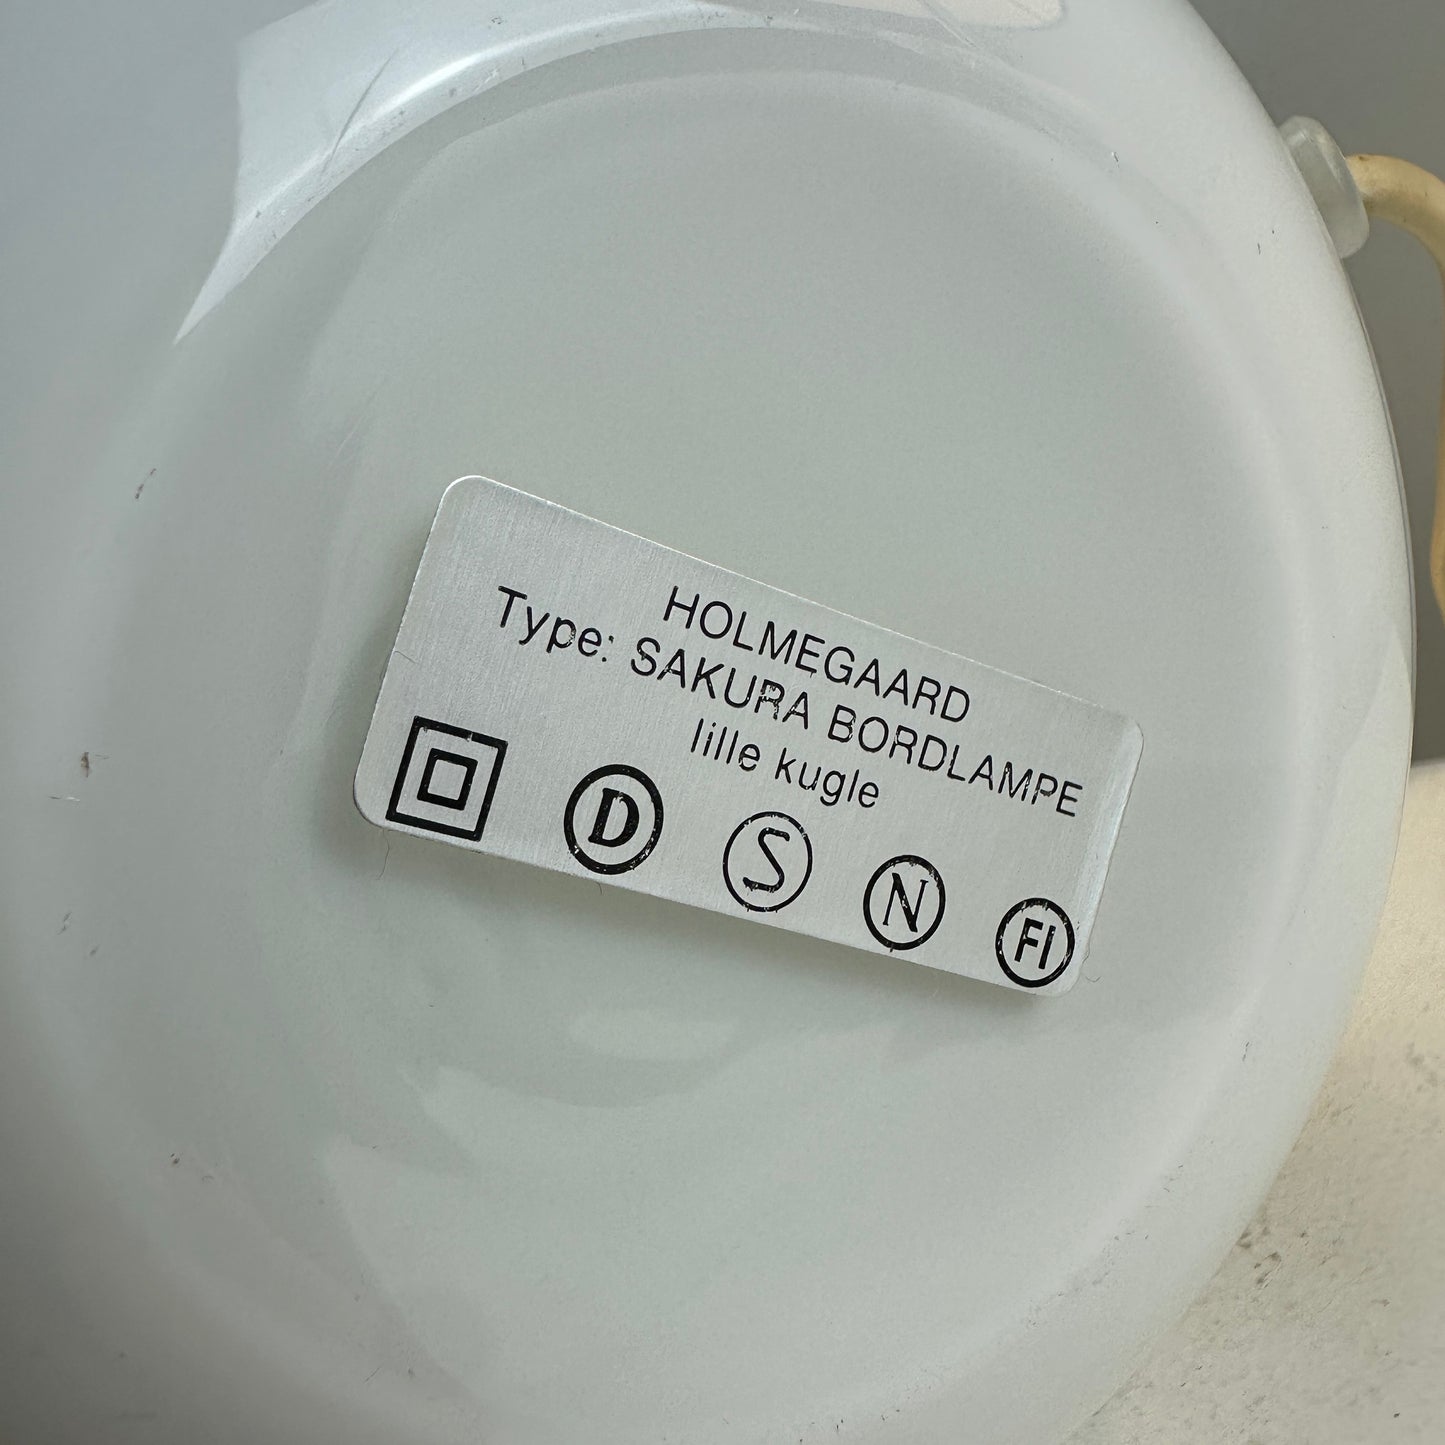 HOLMEGAARD
Type: SAKURA BORDLAMPE
lille kugle
D S N FI